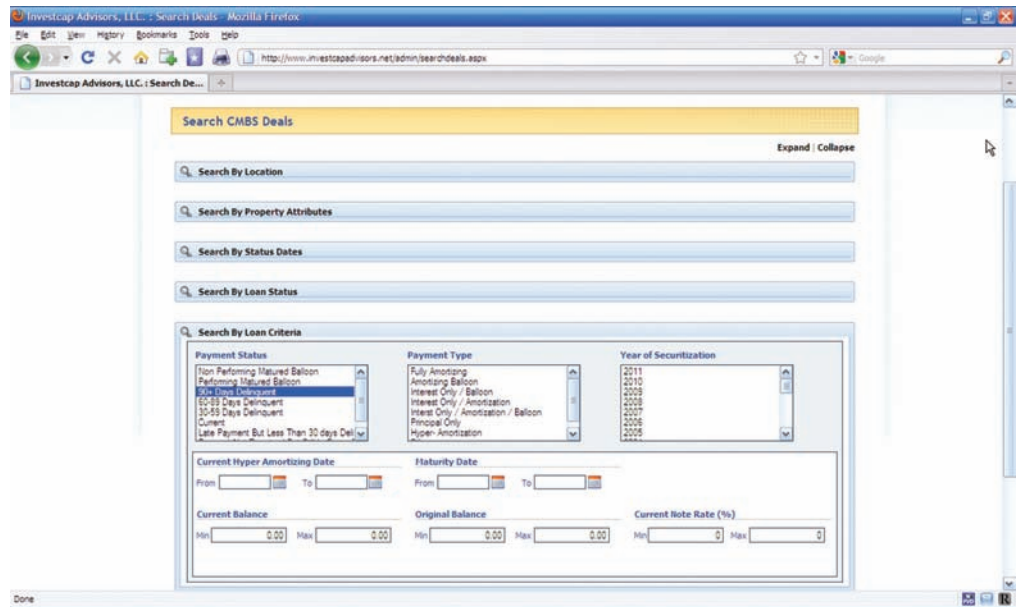 Investcap Advisors, LLC. : Search Deals - Mozilla Firefox
File Edit View History Bookmarks Tools Help
http://www.investcapadvisors.net/admin/searchdeals.aspx
Google
Investcap Advisors, LLC. : Search De...
Search CMBS Deals
Expand | Collapse
Search By Location
Search By Property Attributes
Search By Status Dates
Search By Loan Status
Search By Loan Criteria
Payment Status Payment Type Year of Securitization
Non Performing Matured Balloon Fully Amortizing 2011
Performing Matured Balloon Amortizing Balloon 2010
90+ Days Delinquent Interest Only / Balloon 2009
60-89 Days Delinquent Interest Only / Amortization 2008
30-59 Days Delinquent Interst Only / Amortization / Balloon 2007
Current Principal Only 2006
Late Payment But Less Than 30 days Deli Hyper- Amortization 2005
Current Hyper Amortizing Date Maturity Date
From To From To
Current Balance Original Balance Current Note Rate (%)
Min 0.00 Max 0.00 Min 0.00 Max 0.00 Min 0 Max 0
Done
R